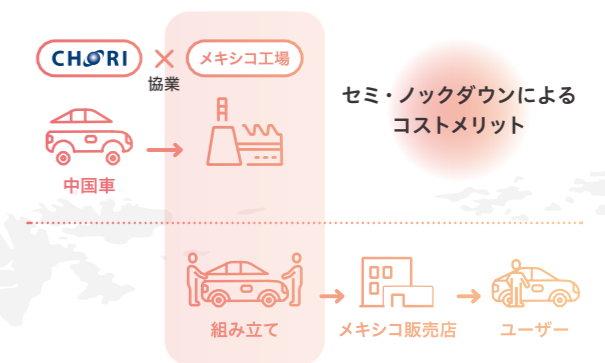 CHORI
メキシコ工場
協業
セミ・ノックダウンによる
コストメリット
中国車
組み立て
メキシコ販売店
ユーザー